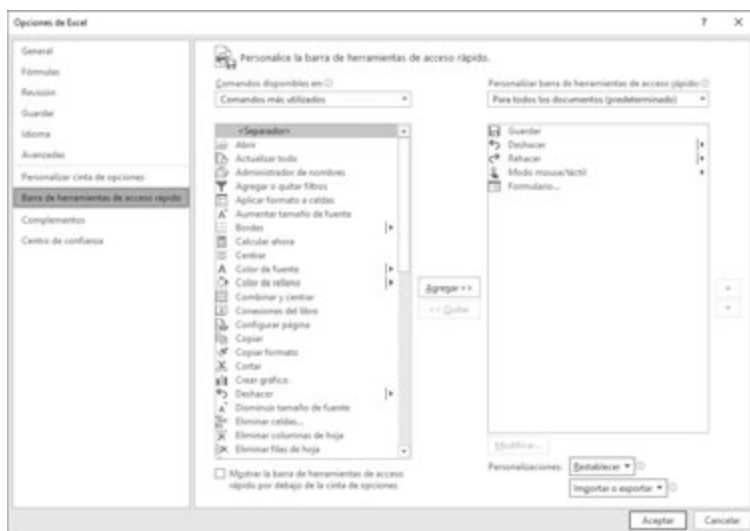 Opciones de Excel
General
Fórmulas
Revisión
Guardar
Idioma
Avanzadas
Personalizar cinta de opciones
Barra de herramientas de acceso rápido
Complementos
Centro de confianza
Personalice la barra de herramientas de acceso rápido.
Comandos disponibles en:
Comandos más utilizados
<Separador>
Abrir
Actualizar todo
Administrador de nombres
Agregar o quitar filtros
Aplicar formato a celdas
Aumentar tamaño de fuente
Bordes
Calcular ahora
Centrar
Color de fuente
Color de relleno
Combinar y centrar
Conexiones del libro
Configurar página
Copiar
Copiar formato
Cortar
Crear gráfico
Deshacer
Disminuir tamaño de fuente
Eliminar celdas...
Eliminar columnas de hoja
Eliminar filas de hoja
Mostrar la barra de herramientas de acceso
rápido por debajo de la cinta de opciones
Agregar >>
<< Quitar
Personalizar barra de herramientas de acceso rápido:
Para todos los documentos (predeterminado)
Guardar
Deshacer
Rehacer
Modo mouse/táctil
Formulario...
Modificar...
Personalizaciones:
Restablecer
Importar o exportar
Aceptar
Cancelar